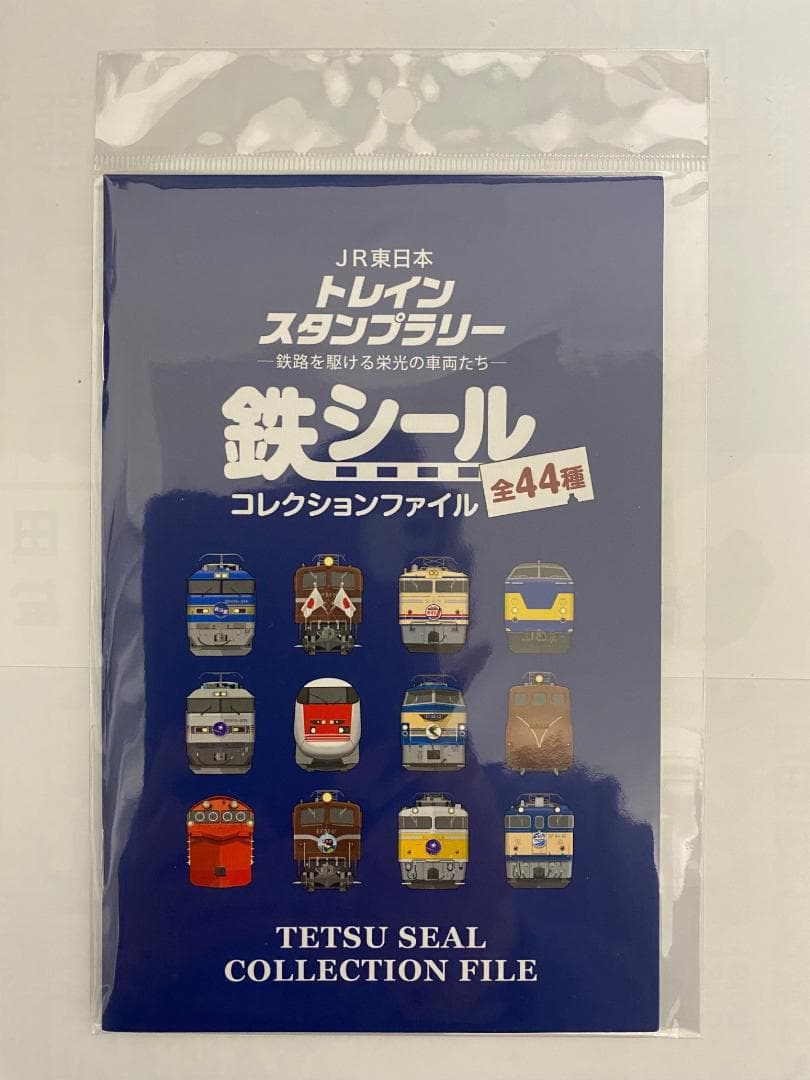 JR東日本
トレイン
スタンプラリー
―鉄路を駆ける栄光の車両たち―
鉄シール
全44種
コレクションファイル
TETSU SEAL
COLLECTION FILE